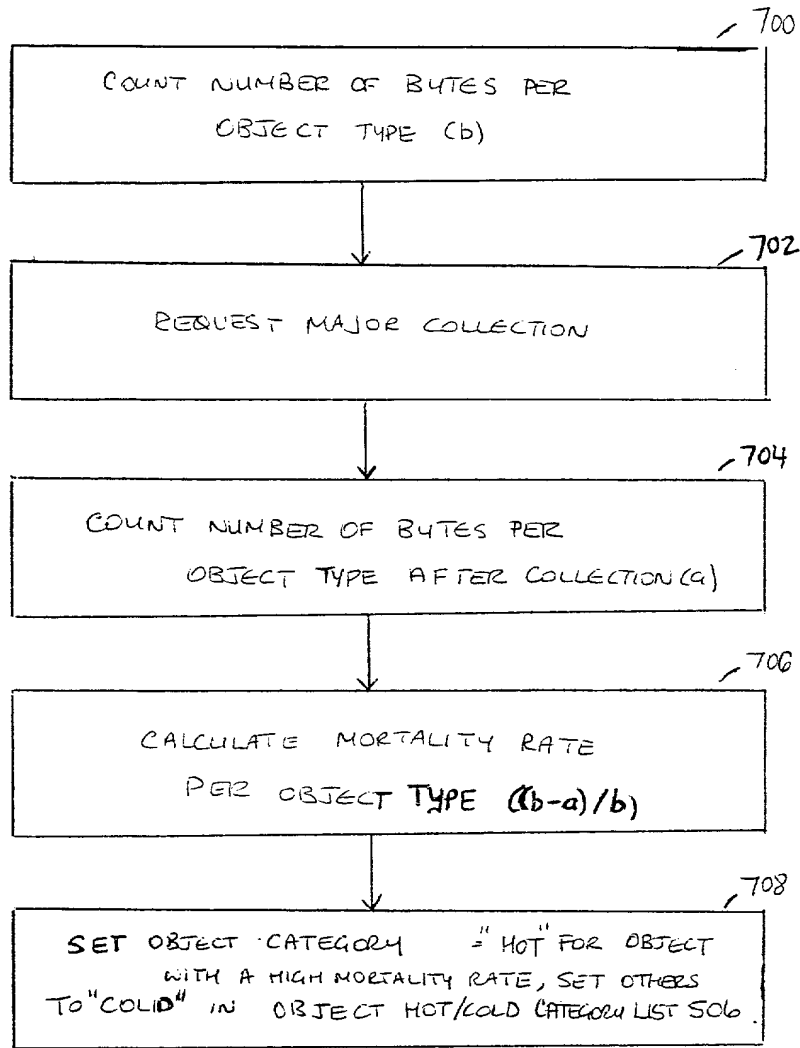 700
COUNT NUMBER OF BYTES PER
OBJECT TYPE (b)
702
REQUEST MAJOR COLLECTION
704
COUNT NUMBER OF BYTES PER
OBJECT TYPE AFTER COLLECTION (a)
706
CALCULATE MORTALITY RATE
PER OBJECT TYPE ((b-a)/b)
708
SET OBJECT CATEGORY = "HOT" FOR OBJECT
WITH A HIGH MORTALITY RATE, SET OTHERS
TO "COLD" IN OBJECT HOT/COLD CATEGORY LIST 506.